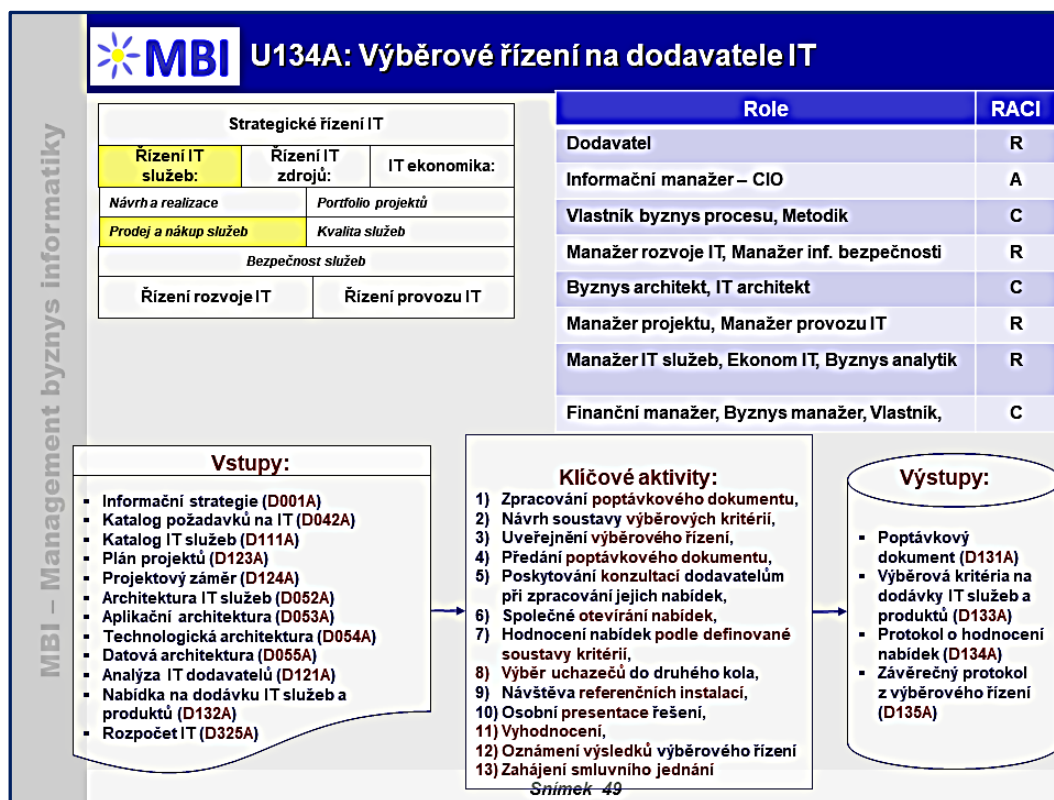 MBI
U134A: Výběrové řízení na dodavatele IT
MBI – Management byznys informatiky
Strategické řízení IT
Řízení IT
služeb:
Řízení IT
zdrojů:
IT ekonomika:
Návrh a realizace
Portfolio projektů
Prodej a nákup služeb
Kvalita služeb
Bezpečnost služeb
Řízení rozvoje IT
Řízení provozu IT
Role RACI
Dodavatel R
Informační manažer – CIO A
Vlastník byznys procesu, Metodik C
Manažer rozvoje IT, Manažer inf. bezpečnosti R
Byznys architekt, IT architekt C
Manažer projektu, Manažer provozu IT R
Manažer IT služeb, Ekonom IT, Byznys analytik R
Finanční manažer, Byznys manažer, Vlastník, C
Vstupy:
▪ Informační strategie (D001A)
▪ Katalog požadavků na IT (D042A)
▪ Katalog IT služeb (D111A)
▪ Plán projektů (D123A)
▪ Projektový záměr (D124A)
▪ Architektura IT služeb (D052A)
▪ Aplikační architektura (D053A)
▪ Technologická architektura (D054A)
▪ Datová architektura (D055A)
▪ Analýza IT dodavatelů (D121A)
▪ Nabídka na dodávku IT služeb a
produktů (D132A)
▪ Rozpočet IT (D325A)
Klíčové aktivity:
1) Zpracování poptávkového dokumentu,
2) Návrh soustavy výběrových kritérií,
3) Uveřejnění výběrového řízení,
4) Předání poptávkového dokumentu,
5) Poskytování konzultací dodavatelům
při zpracování jejich nabídek,
6) Společné otevírání nabídek,
7) Hodnocení nabídek podle definované
soustavy kritérií,
8) Výběr uchazečů do druhého kola,
9) Návštěva referenčních instalací,
10) Osobní presentace řešení,
11) Vyhodnocení,
12) Oznámení výsledků výběrového řízení
13) Zahájení smluvního jednání
Výstupy:
▪ Poptávkový
dokument (D131A)
▪ Výběrová kritéria na
dodávky IT služeb a
produktů (D133A)
▪ Protokol o hodnocení
nabídek (D134A)
▪ Závěrečný protokol
z výběrového řízení
(D135A)
Snímek 49